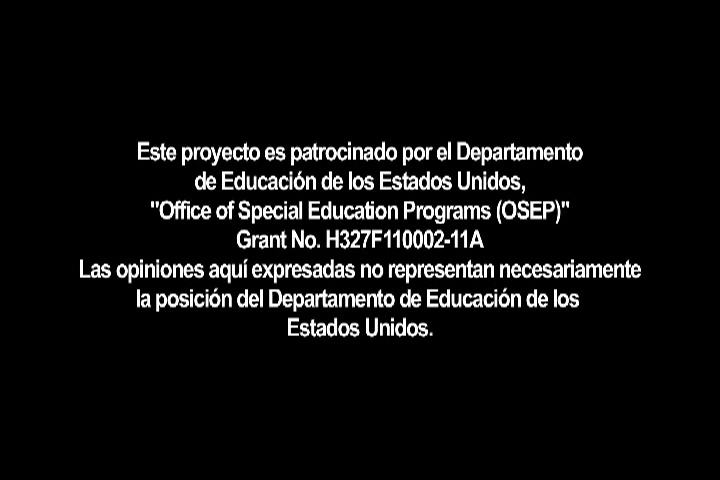 Este proyecto es patrocinado por el Departamento
de Educación de los Estados Unidos,
"Office of Special Education Programs (OSEP)"
Grant No. H327F110002-11A
Las opiniones aquí expresadas no representan necesariamente
la posición del Departamento de Educación de los
Estados Unidos.